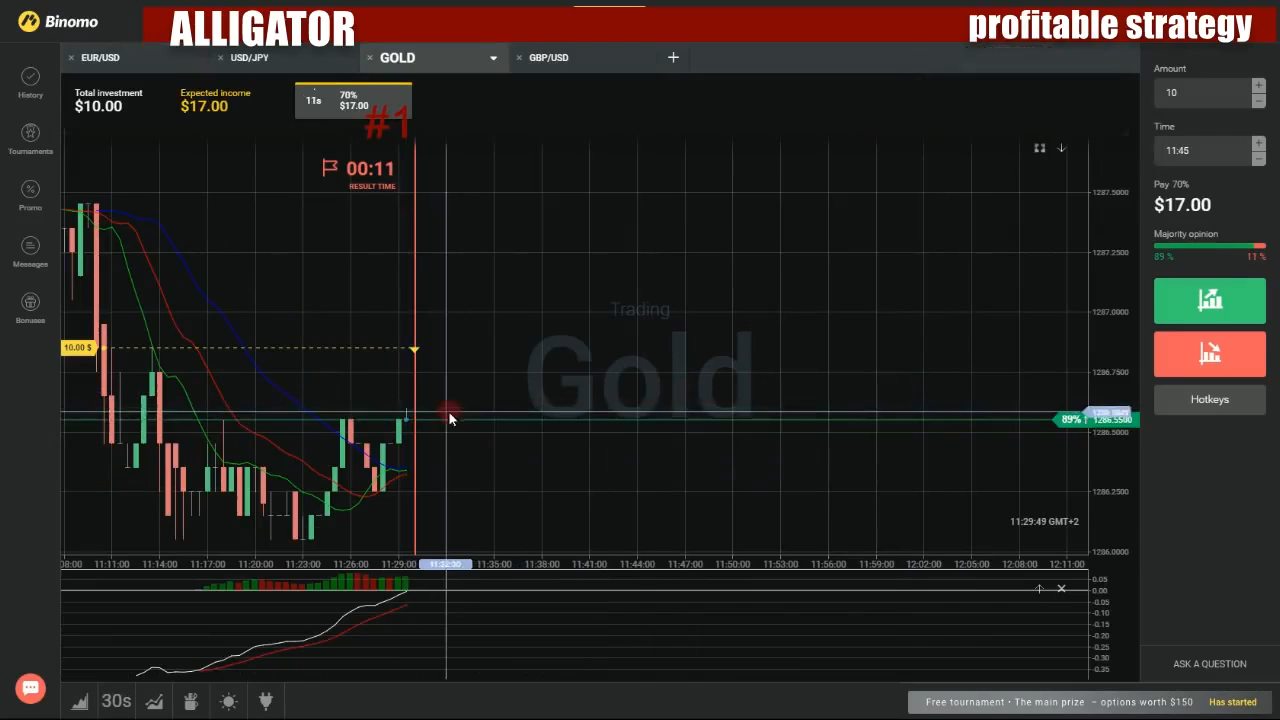 Binomo
ALLIGATOR
profitable strategy
EUR/USD
USD/JPY
GOLD
GBP/USD
Amount
10
Time
11:45
Pay 70%
$17.00
Majority opinion
89 %
11 %
Hotkeys
ASK A QUESTION
History
Tournaments
Promo
Messages
Bonuses
Total investment
$10.00
Expected income
$17.00
11s
70%
$17.00
#1
00:11
RESULT TIME
10.00 $
Trading
Gold
1287.5000
1287.2500
1287.0000
1286.7500
89%
1286.5500
1286.5000
1286.2500
1286.0000
11:29:49 GMT+2
08:00 11:11:00 11:14:00 11:17:00 11:20:00 11:23:00 11:26:00 11:29:00 11:32:00 11:35:00 11:38:00 11:41:00 11:44:00 11:47:00 11:50:00 11:53:00 11:56:00 11:59:00 12:02:00 12:05:00 12:08:00 12:11:00
0.05
0.00
-0.05
-0.10
-0.15
-0.20
-0.25
-0.30
-0.35
30s
Free tournament • The main prize – options worth $150 Has started